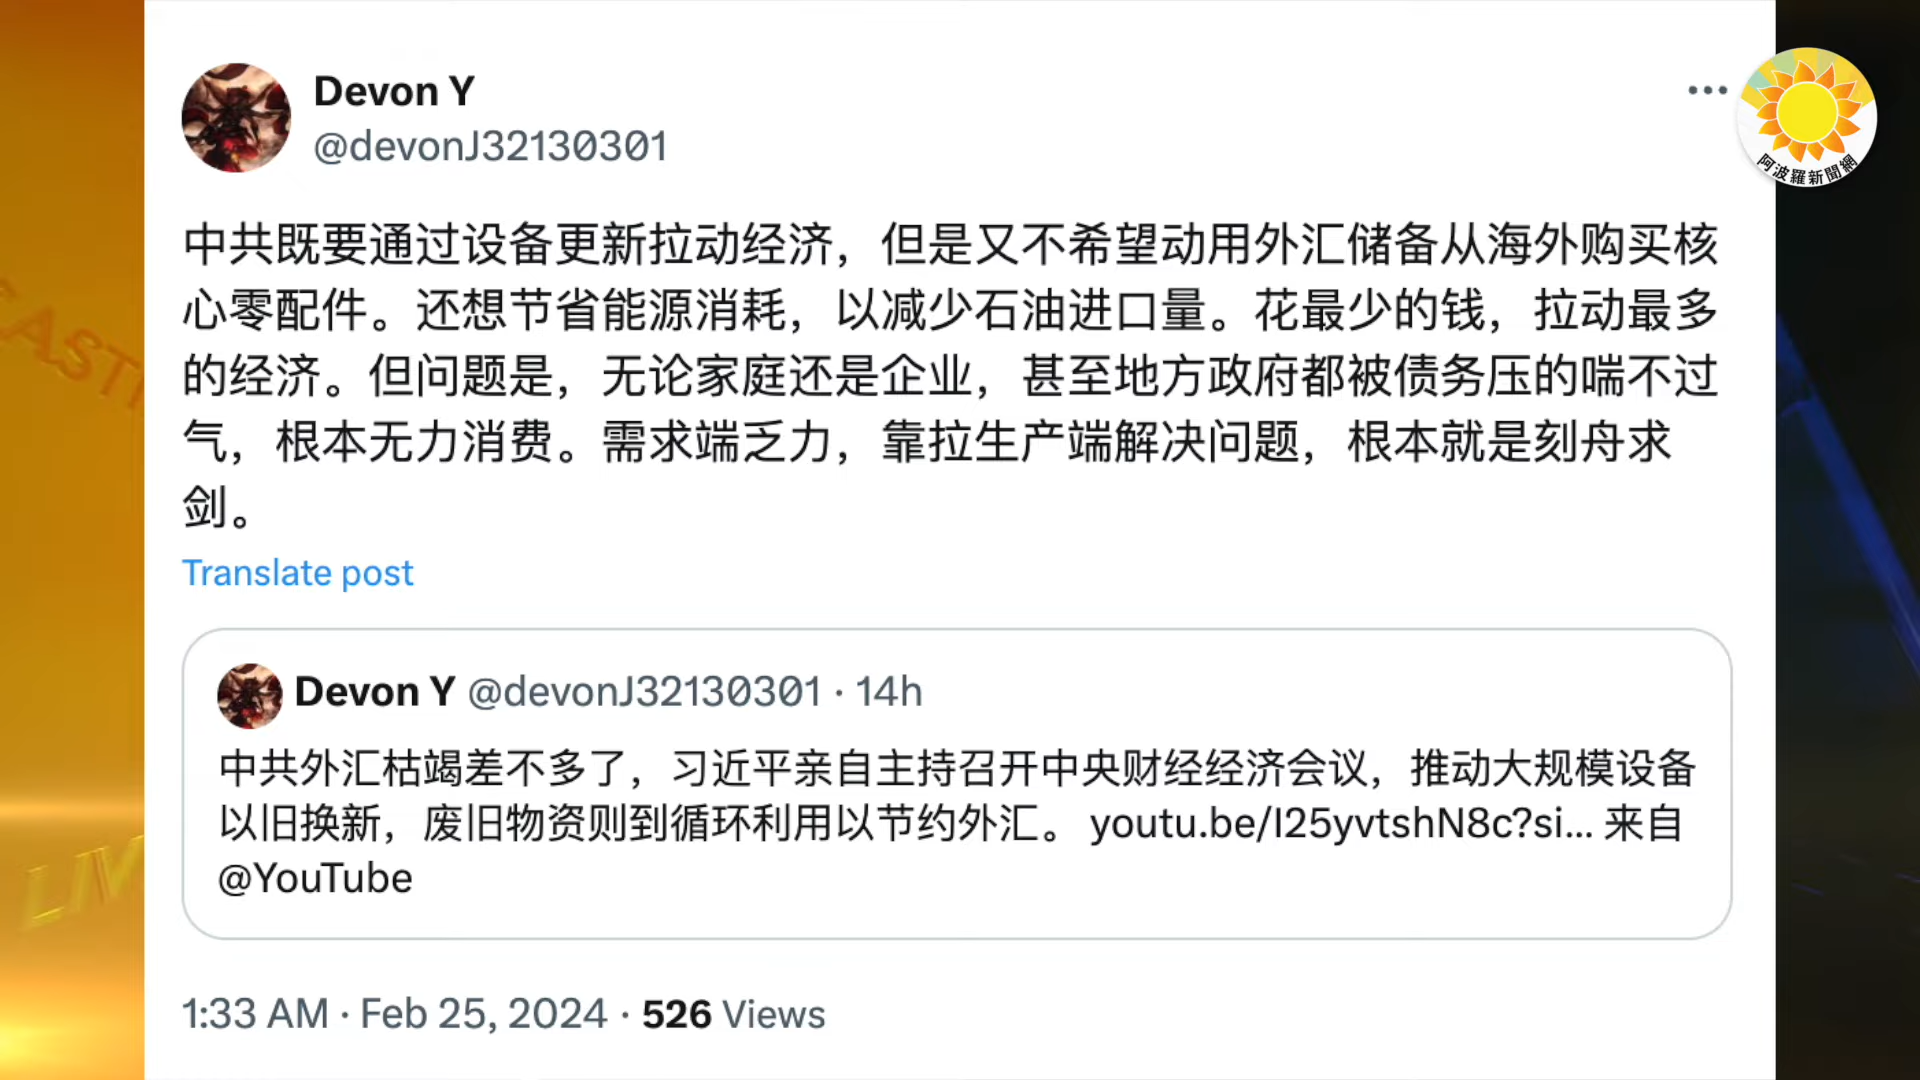 Devon Y
@devonJ32130301
阿波羅新聞網
中共既要通过设备更新拉动经济，但是又不希望动用外汇储备从海外购买核
心零配件。还想节省能源消耗，以减少石油进口量。花最少的钱，拉动最多
的经济。但问题是，无论家庭还是企业，甚至地方政府都被债务压的喘不过
气，根本无力消费。需求端乏力，靠拉生产端解决问题，根本就是刻舟求
剑。
Translate post
Devon Y @devonJ32130301 · 14h
中共外汇枯竭差不多了，习近平亲自主持召开中央财经经济会议，推动大规模设备
以旧换新，废旧物资则到循环利用以节约外汇。 youtu.be/I25yvtshN8c?si... 来自
@YouTube
1:33 AM · Feb 25, 2024 · 526 Views
LIV